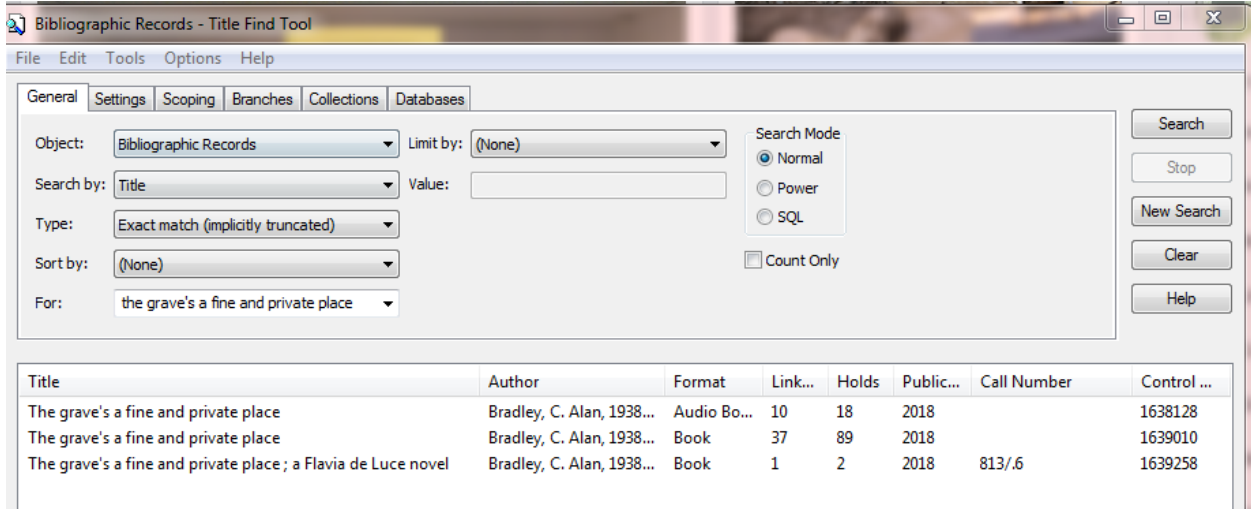 Bibliographic Records - Title Find Tool
File Edit Tools Options Help
General Settings Scoping Branches Collections Databases
Object: Bibliographic Records Limit by: (None) Search Mode Search
Normal
Search by: Title Value: Power Stop
Type: Exact match (implicitly truncated) SQL New Search
Sort by: (None) Count Only Clear
For: the grave's a fine and private place Help
Title Author Format Link... Holds Public... Call Number Control ...
The grave's a fine and private place Bradley, C. Alan, 1938... Audio Bo... 10 18 2018 1638128
The grave's a fine and private place Bradley, C. Alan, 1938... Book 37 89 2018 1639010
The grave's a fine and private place ; a Flavia de Luce novel Bradley, C. Alan, 1938... Book 1 2 2018 813/.6 1639258